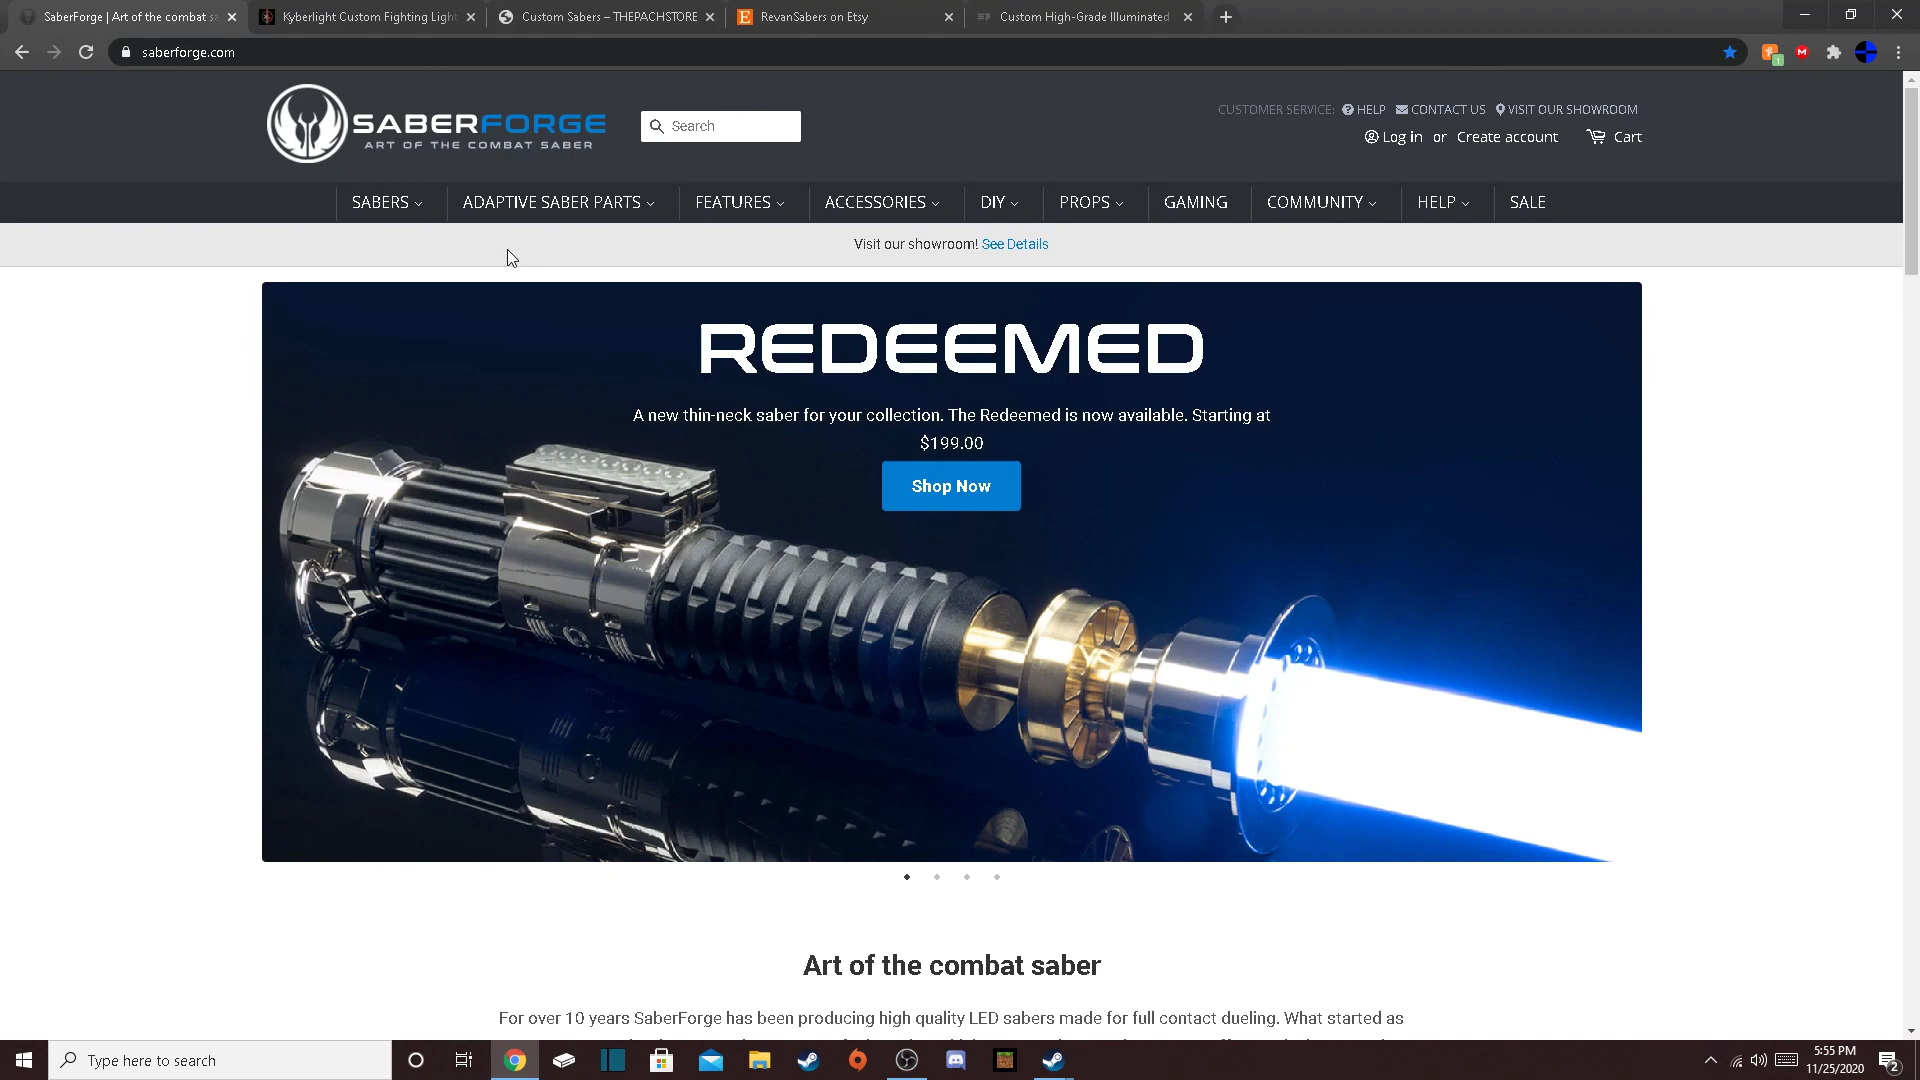 SaberForge | Art of the combat sa
Kyberlight Custom Fighting Light
Custom Sabers – THEPACHSTORE
RevanSabers on Etsy
Custom High-Grade Illuminated
saberforge.com
SABERFORGE
ART OF THE COMBAT SABER
Search
CUSTOMER SERVICE: HELP CONTACT US VISIT OUR SHOWROOM
Log in or Create account Cart
SABERS ADAPTIVE SABER PARTS FEATURES ACCESSORIES DIY PROPS GAMING COMMUNITY HELP SALE
Visit our showroom! See Details
REDEEMED
A new thin-neck saber for your collection. The Redeemed is now available. Starting at
$199.00
Shop Now
Art of the combat saber
For over 10 years SaberForge has been producing high quality LED sabers made for full contact dueling. What started as
Type here to search
5:55 PM
11/25/2020
2